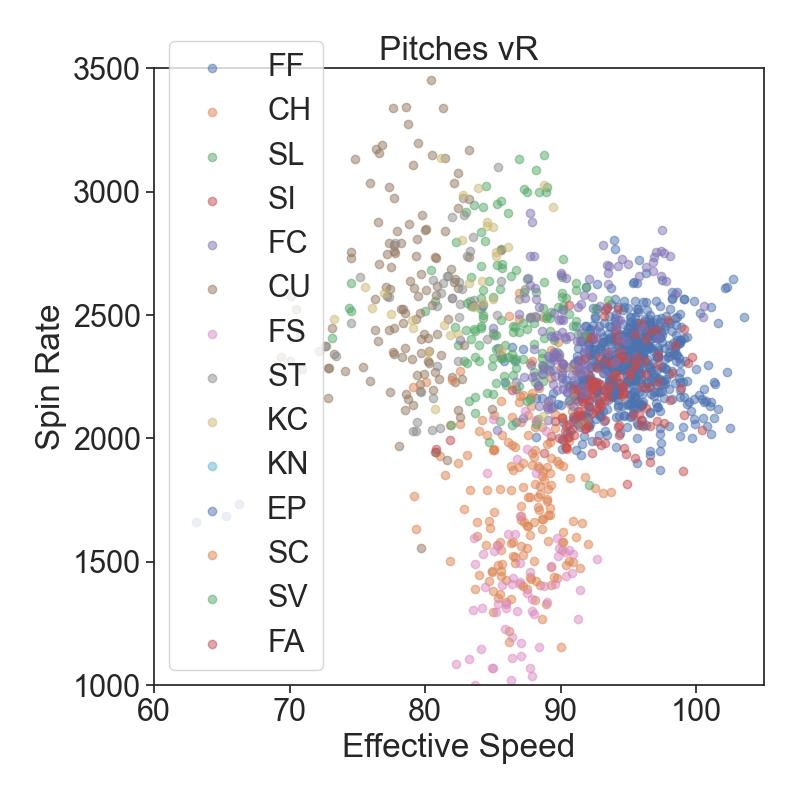 Pitches vR
Spin Rate
3500
3000
2500
2000
1500
1000
FF
CH
SL
SI
FC
CU
FS
ST
KC
KN
EP
SC
SV
FA
60 70 80 90 100
Effective Speed